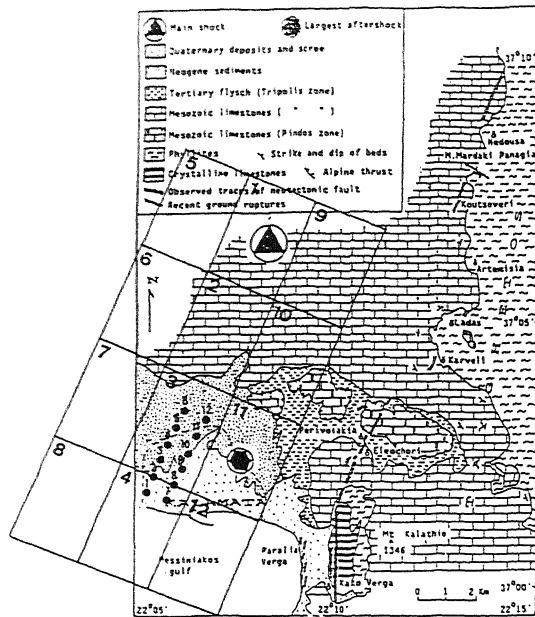 Main shock
Largest aftershock
Quaternary deposits and scree
Neogene sediments
Tertiary flysch (Tripolis zone)
Mesozoic limestones ( " " )
Mesozoic limestones (Pindos zone)
Phyllites
Strike and dip of beds
Crystalline limestones
Alpine thrust
Observed traces of neotectonic fault
Recent ground ruptures
37°10'
Nedousa
M.Mardaki Panagia
Koutsoveri
Artemisia
37°05'
Ladas
Karveli
5
9
6
10
7
3
11
8
4
12
N
Perivolakia
Eleochori
KALAMATA
Mt Kalathio
1346
Messiniakos
gulf
Paralia
Verga
Kato Verga
0 1 2 Km
37°00'
22°05'
22°10'
22°15'